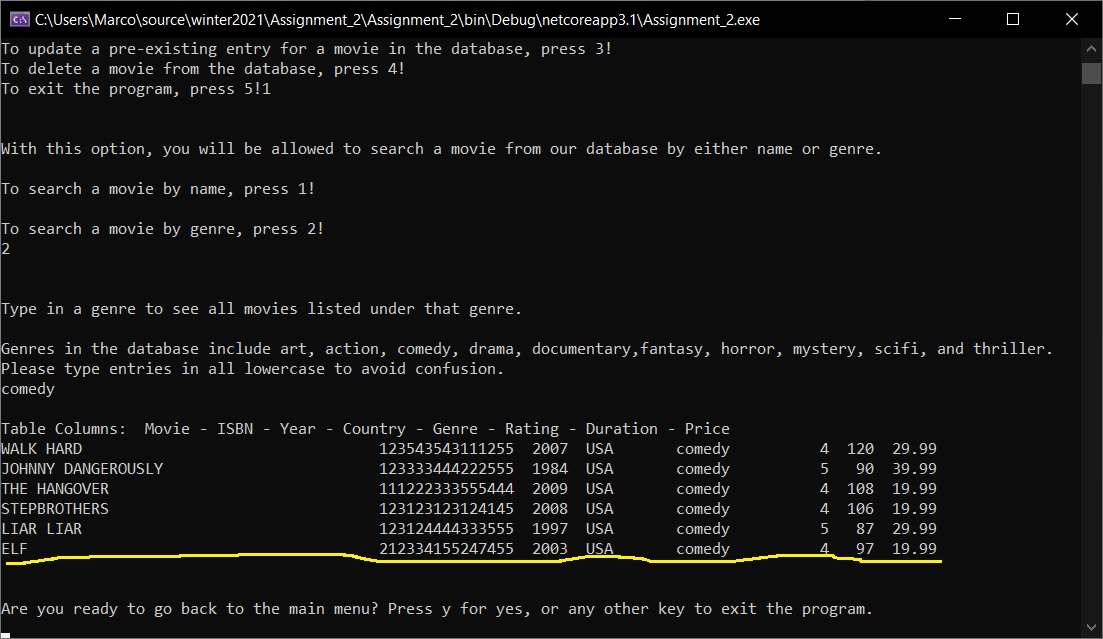 C:\Users\Marco\source\winter2021\Assignment_2\Assignment_2\bin\Debug\netcoreapp3.1\Assignment_2.exe
To update a pre-existing entry for a movie in the database, press 3!
To delete a movie from the database, press 4!
To exit the program, press 5!1
With this option, you will be allowed to search a movie from our database by either name or genre.
To search a movie by name, press 1!
To search a movie by genre, press 2!
2
Type in a genre to see all movies listed under that genre.
Genres in the database include art, action, comedy, drama, documentary,fantasy, horror, mystery, scifi, and thriller.
Please type entries in all lowercase to avoid confusion.
comedy
Table Columns:  Movie - ISBN - Year - Country - Genre - Rating - Duration - Price
WALK HARD 123543543111255 2007 USA comedy 4 120 29.99
JOHNNY DANGEROUSLY 123333444222555 1984 USA comedy 5 90 39.99
THE HANGOVER 111222333555444 2009 USA comedy 4 108 19.99
STEPBROTHERS 123123123124145 2008 USA comedy 4 106 19.99
LIAR LIAR 123124444333555 1997 USA comedy 5 87 29.99
ELF 212334155247455 2003 USA comedy 4 97 19.99
Are you ready to go back to the main menu? Press y for yes, or any other key to exit the program.